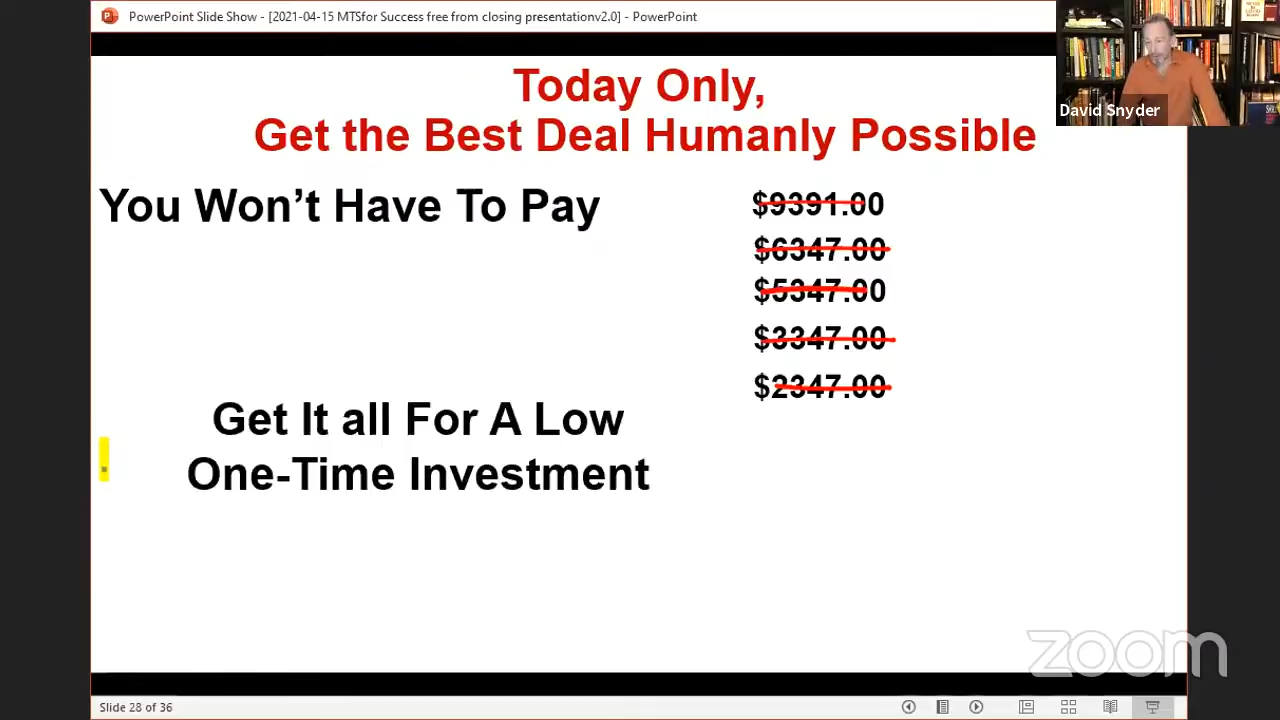 PowerPoint Slide Show - [2021-04-15 MTSfor Success free from closing presentationv2.0] - PowerPoint
David Snyder
Today Only,
Get the Best Deal Humanly Possible
You Won’t Have To Pay
$9391.00
$6347.00
$5347.00
$3347.00
$2347.00
Get It all For A Low
One-Time Investment
zoom
Slide 28 of 36